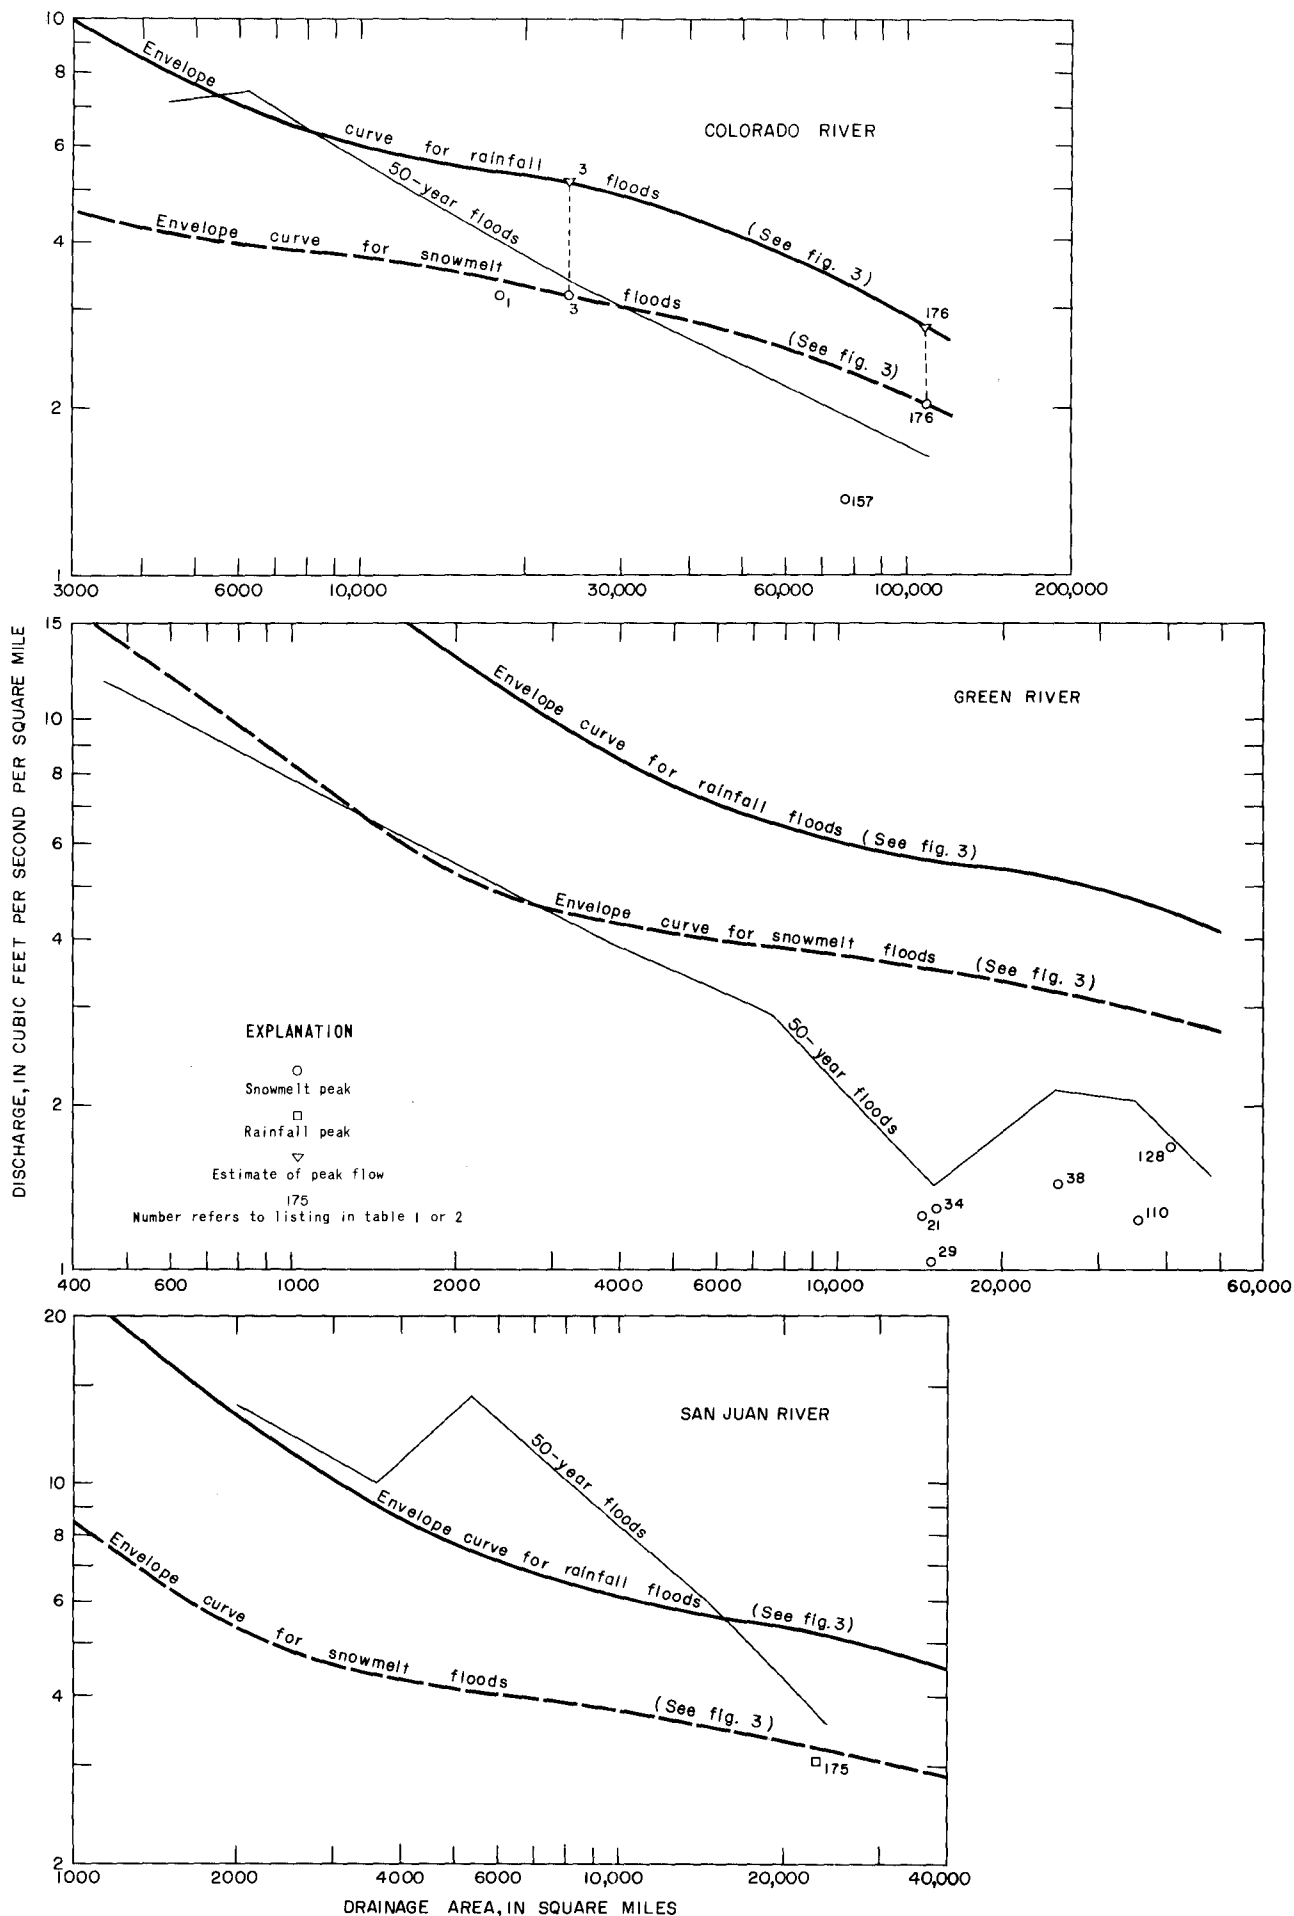 DISCHARGE, IN CUBIC FEET PER SECOND PER SQUARE MILE
COLORADO RIVER
10
8
6
4
2
1
Envelope curve for rainfall floods (See fig. 3)
50-year floods
Envelope curve for snowmelt floods (See fig. 3)
3
1
3
176
176
157
3000 6000 10,000 30,000 60,000 100,000 200,000
GREEN RIVER
15
10
8
6
4
2
1
Envelope curve for rainfall floods (See fig. 3)
Envelope curve for snowmelt floods (See fig. 3)
50-year floods
EXPLANATION
Snowmelt peak
Rainfall peak
Estimate of peak flow
175
Number refers to listing in table 1 or 2
128
38
34
21
110
29
400 600 1000 2000 4000 6000 10,000 20,000 60,000
SAN JUAN RIVER
20
10
8
6
4
2
50-year floods
Envelope curve for rainfall floods (See fig. 3)
Envelope curve for snowmelt floods (See fig. 3)
175
1000 2000 4000 6000 10,000 20,000 40,000
DRAINAGE AREA, IN SQUARE MILES